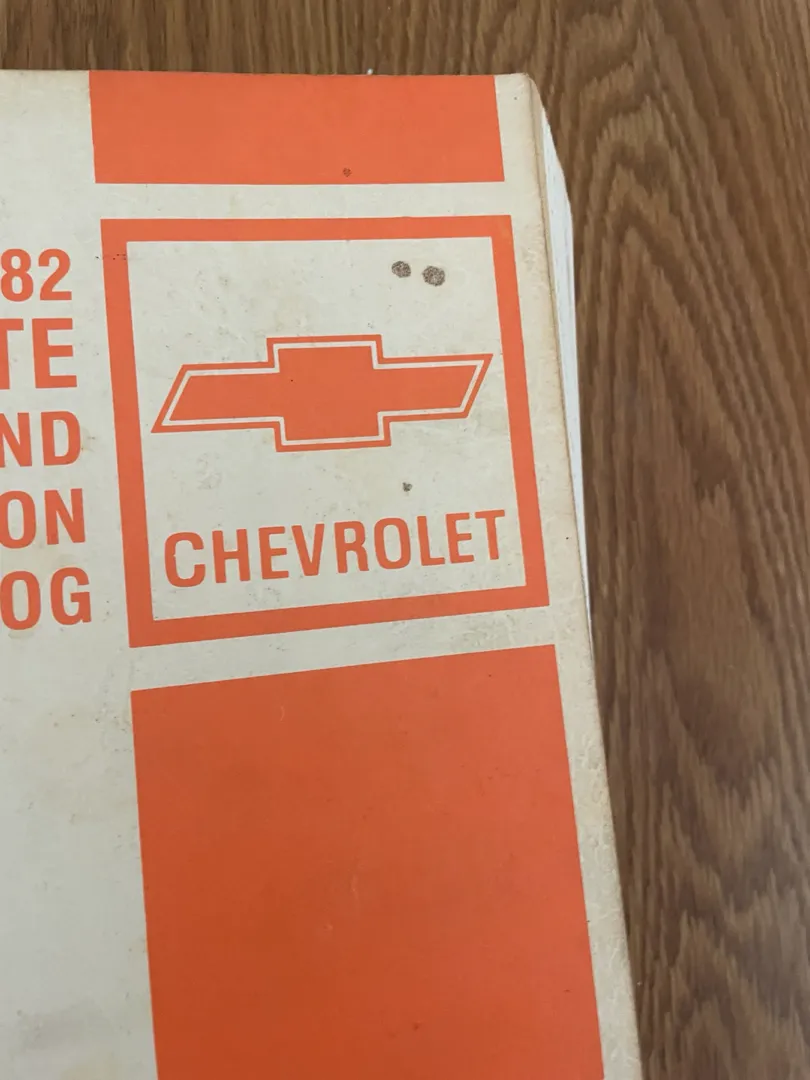 82
TE
ND
ON
OG
CHEVROLET